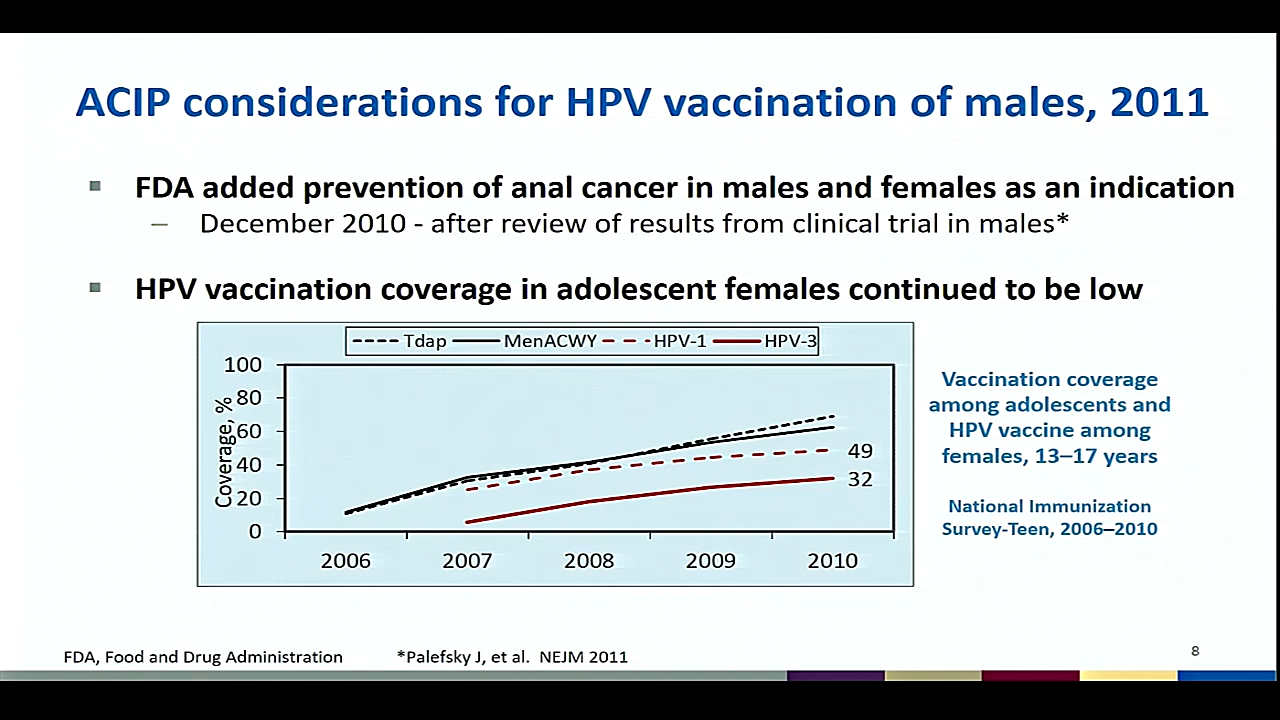 ACIP considerations for HPV vaccination of males, 2011
FDA added prevention of anal cancer in males and females as an indication
– December 2010 - after review of results from clinical trial in males*
HPV vaccination coverage in adolescent females continued to be low
Tdap MenACWY HPV-1 HPV-3
Coverage, %
100
80
60
40
20
0
49
32
2006 2007 2008 2009 2010
Vaccination coverage
among adolescents and
HPV vaccine among
females, 13–17 years
National Immunization
Survey-Teen, 2006–2010
FDA, Food and Drug Administration *Palefsky J, et al. NEJM 2011
8